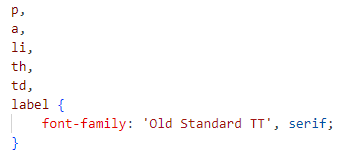 p,
a,
li,
th,
td,
label {
    font-family: 'Old Standard TT', serif;
}